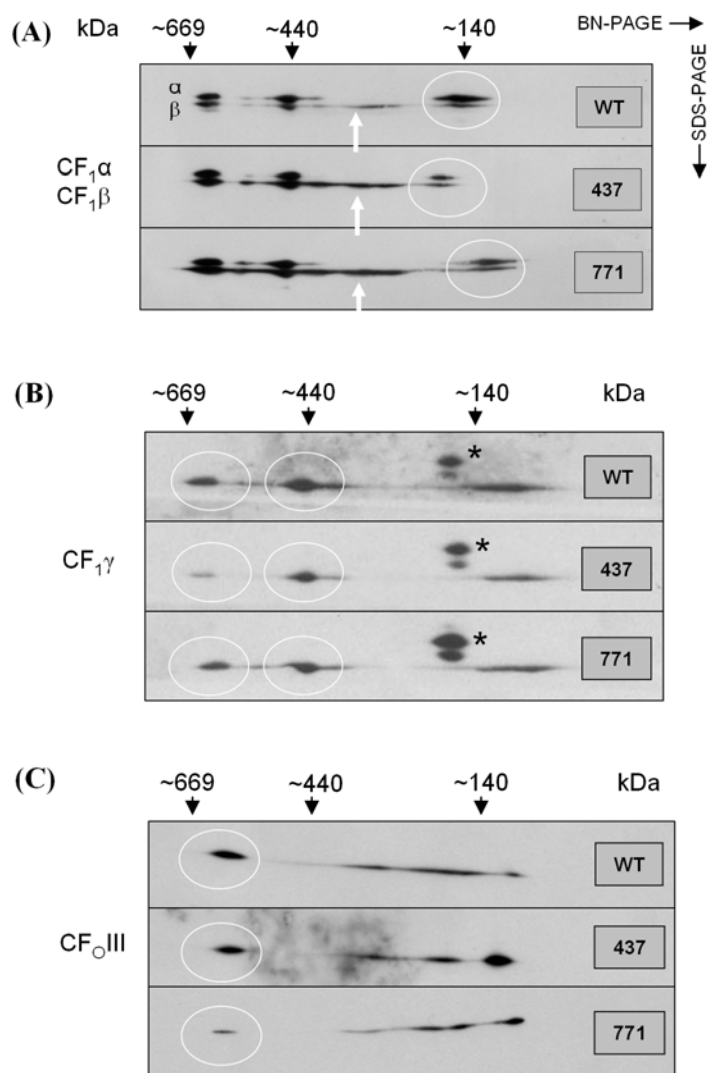 (A) kDa ~669 ~440 ~140 BN-PAGE
SDS-PAGE
α
β
WT
CF₁α
CF₁β
437
771
(B) ~669 ~440 ~140 kDa
* WT
CF₁γ * 437
* 771
(C) ~669 ~440 ~140 kDa
WT
CF₀III 437
771